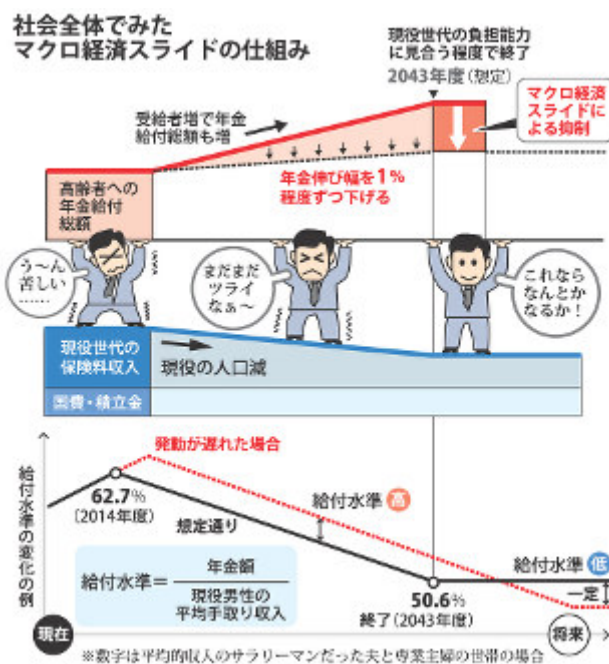 社会全体でみた
マクロ経済スライドの仕組み
現役世代の負担能力
に見合う程度で終了
2043年度(想定)
マクロ経済
スライドに
よる抑制
受給者増で年金
給付総額も増
年金伸び幅を1%
程度ずつ下げる
高齢者への
年金給付
総額
う〜ん
苦しい
……
まだまだ
ツライ
なぁ〜
これなら
なんとか
なるか!
現役世代の
保険料収入
現役の人口減
国費・積立金
給付水準の変化の例
発動が遅れた場合
62.7%
(2014年度)
想定通り
給付水準 高
給付水準 低
一定
給付水準=
年金額
現役男性の
平均手取り収入
50.6%
終了(2043年度)
現在
将来
※数字は平均的収入のサラリーマンだった夫と専業主婦の世帯の場合